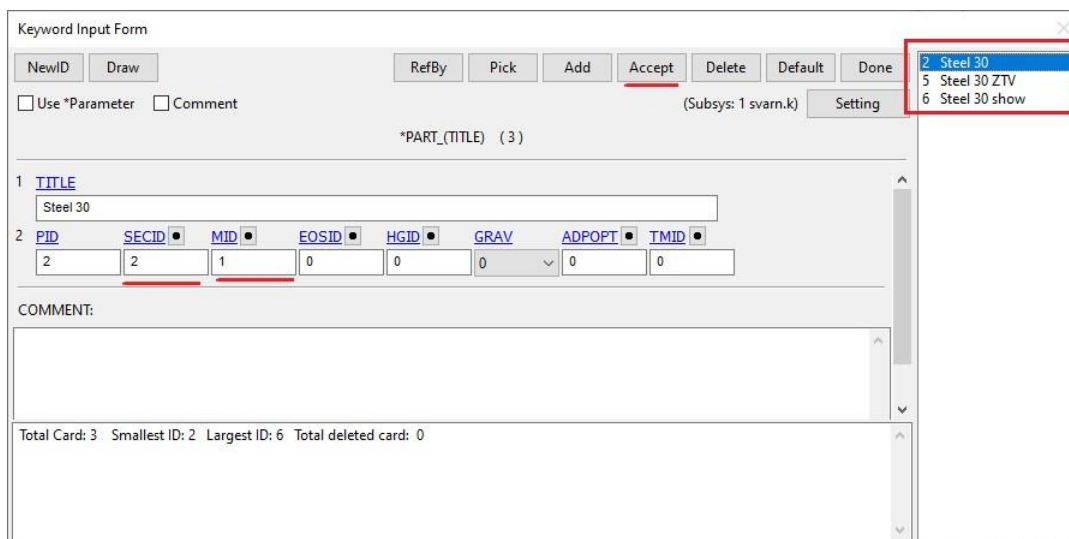 Keyword Input Form
NewID Draw RefBy Pick Add Accept Delete Default Done
Use *Parameter Comment (Subsys: 1 svarn.k) Setting
*PART_(TITLE) (3)
1 TITLE
Steel 30
2 PID SECID MID EOSID HGID GRAV ADPOPT TMID
2 2 1 0 0 0 0 0
COMMENT:
Total Card: 3 Smallest ID: 2 Largest ID: 6 Total deleted card: 0
2 Steel 30
5 Steel 30 ZTV
6 Steel 30 show